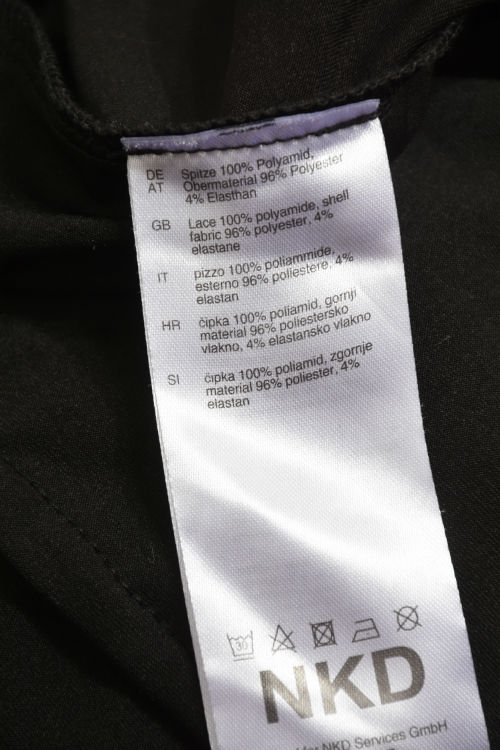 DE Spitze 100% Polyamid,
AT Obermaterial 96% Polyester
4% Elasthan
GB Lace 100% polyamide, shell
fabric 96% polyester, 4%
elastane
IT pizzo 100% poliammide,
esterno 96% poliestere, 4%
elastan
HR čipka 100% poliamid, gornji
material 96% poliestersko
vlakno, 4% elastansko vlakno
SI čipka 100% poliamid, zgornje
material 96% poliester, 4%
elastan
30
NKD
for NKD Services GmbH